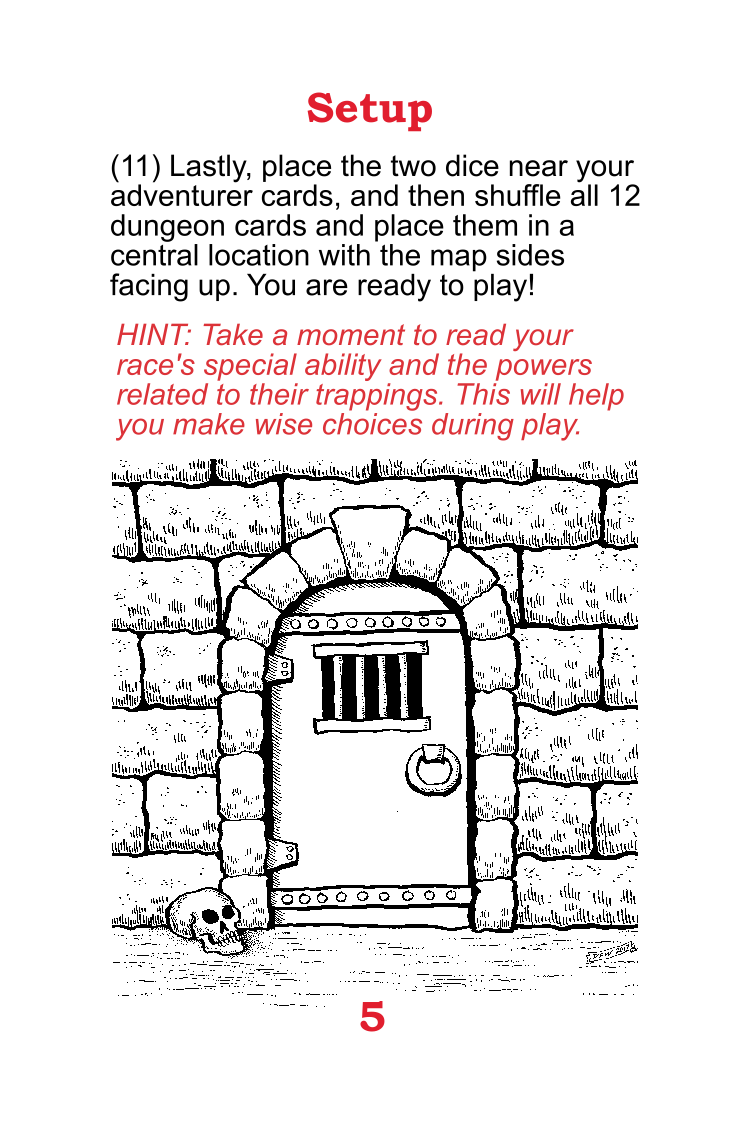 Setup
(11) Lastly, place the two dice near your
adventurer cards, and then shuffle all 12
dungeon cards and place them in a
central location with the map sides
facing up. You are ready to play!
HINT: Take a moment to read your
race's special ability and the powers
related to their trappings. This will help
you make wise choices during play.
5